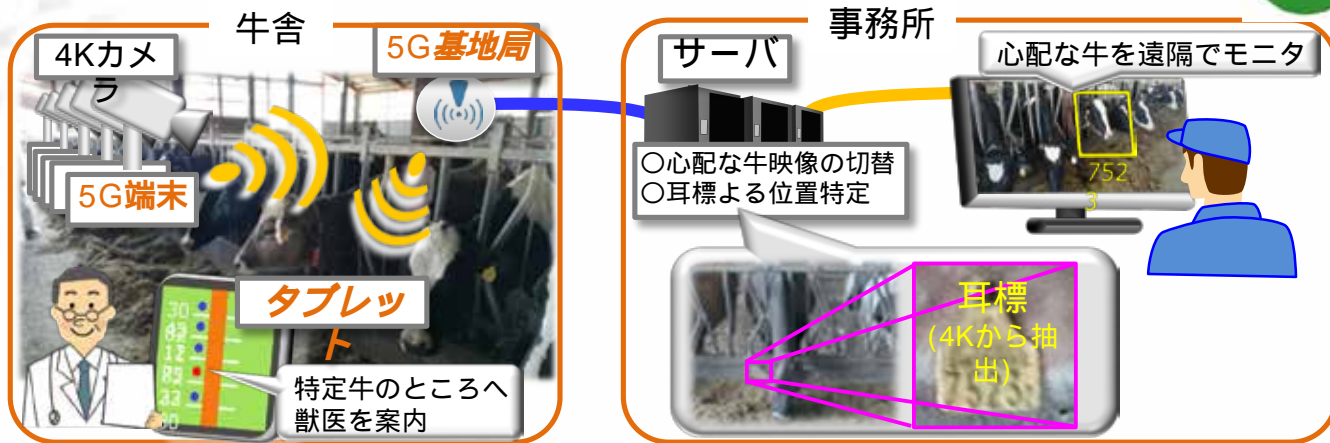 牛舎
4Kカメ
ラ
5G基地局
5G端末
タブレッ
ト
特定牛のところへ
獣医を案内
30
12
事務所
サーバ
心配な牛を遠隔でモニタ
○心配な牛映像の切替
○耳標よる位置特定
752
3
耳標
(4Kから抽
出)